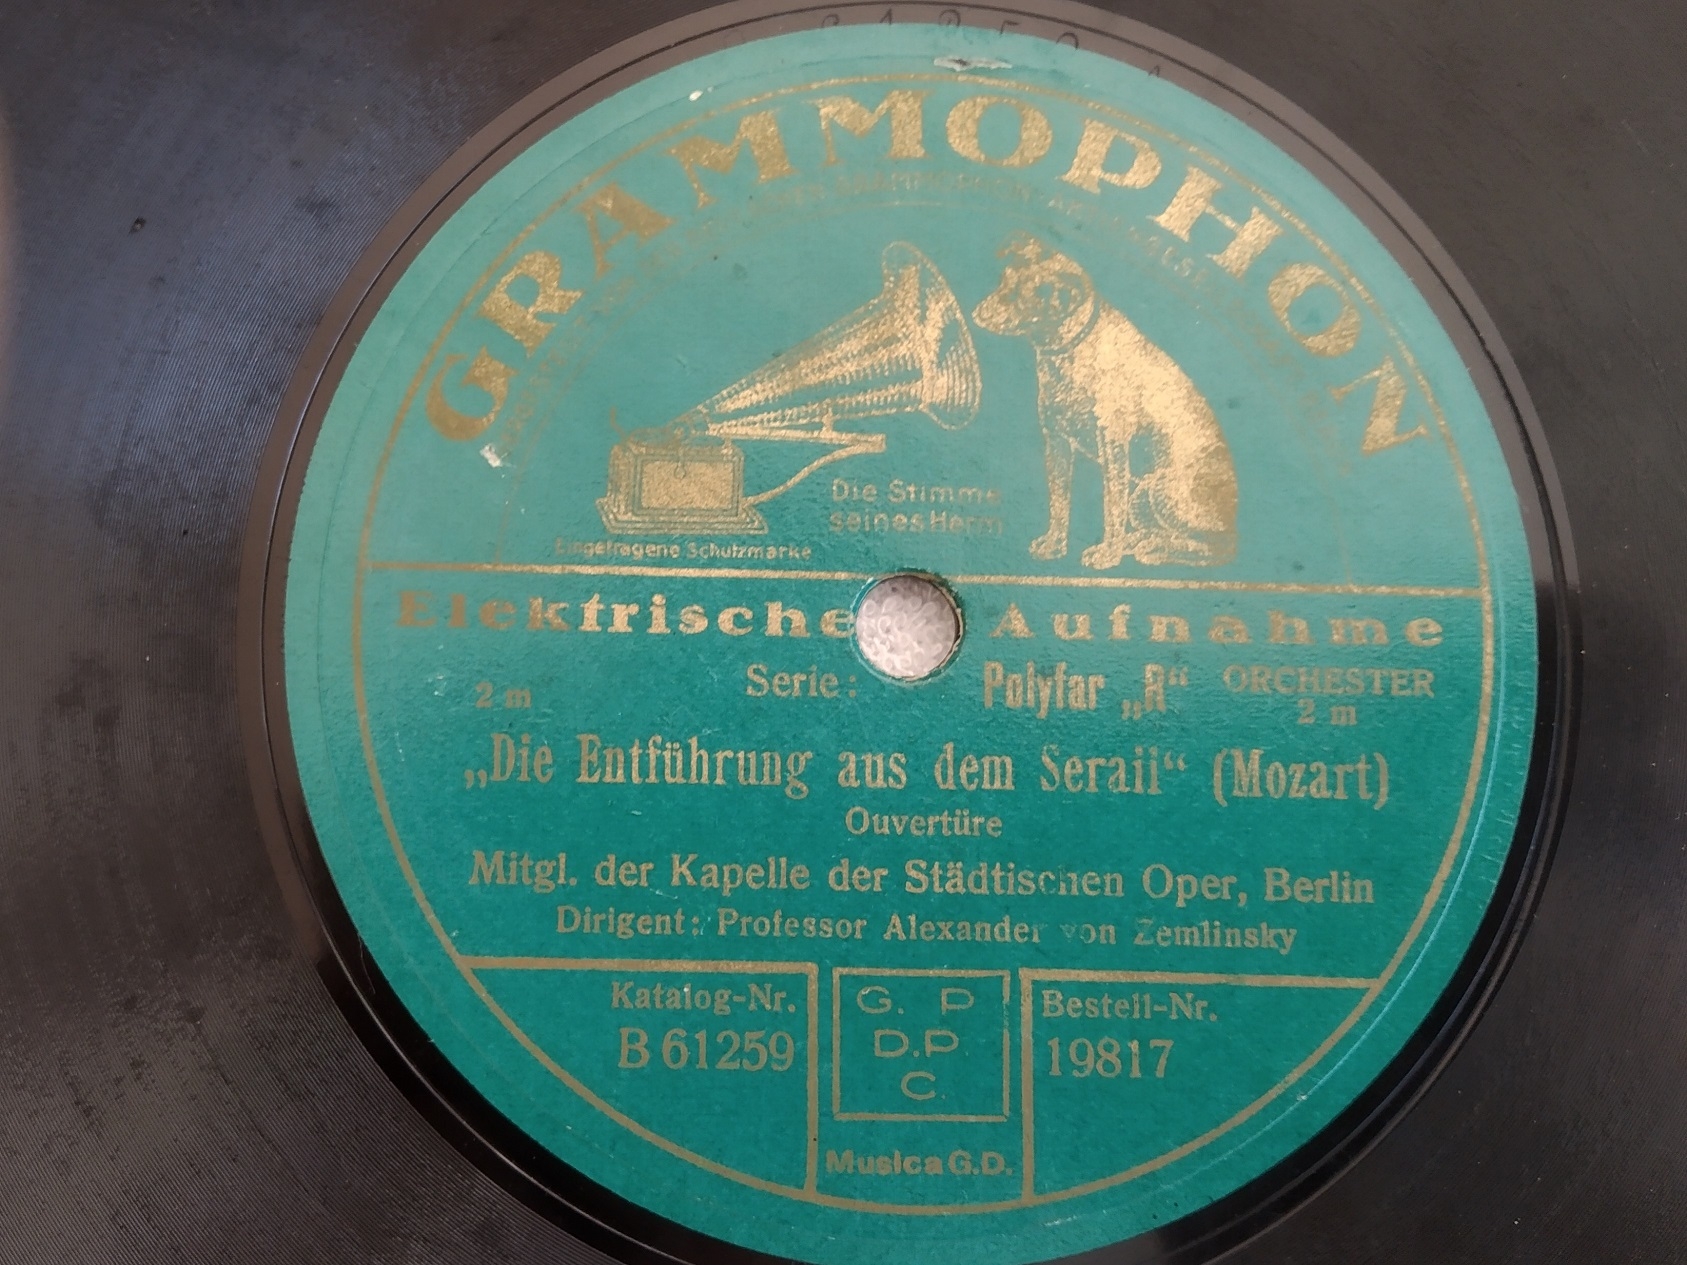 GRAMMOPHON
Die Stimme
seines Herrn
Eingetragene Schutzmarke
Elektrische Aufnahme
Serie: Polyfar „R“ ORCHESTER
2 m 2 m
„Die Entführung aus dem Serail“ (Mozart)
Ouvertüre
Mitgl. der Kapelle der Städtischen Oper, Berlin
Dirigent: Professor Alexander von Zemlinsky
Katalog-Nr.
B 61259
G. P
D.P
C.
Bestell-Nr.
19817
Musica G.D.